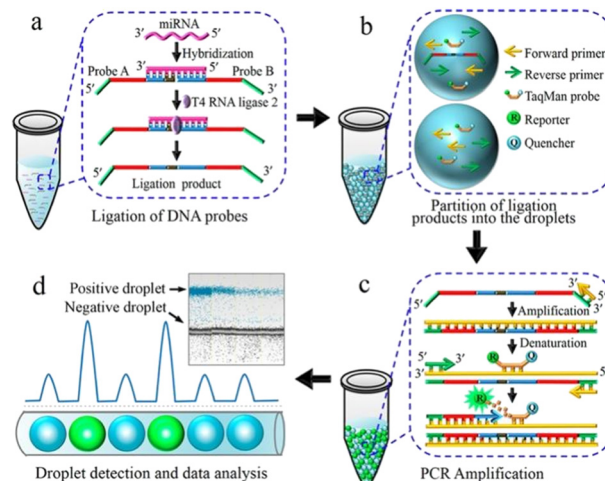 a
miRNA
3′ 5′
Hybridization
Probe A 3′ 5′ Probe B
5′ 3′
T4 RNA ligase 2
5′ 3′
Ligation product
Ligation of DNA probes
b
Forward primer
Reverse primer
TaqMan probe
R Reporter
Q Quencher
Partition of ligation
products into the droplets
c
5′ 3′ 5′
Amplification
Denaturation
R Q
5′ 3′
3′ 5′
3′ 5′
R Q
PCR Amplification
d
Positive droplet
Negative droplet
Droplet detection and data analysis